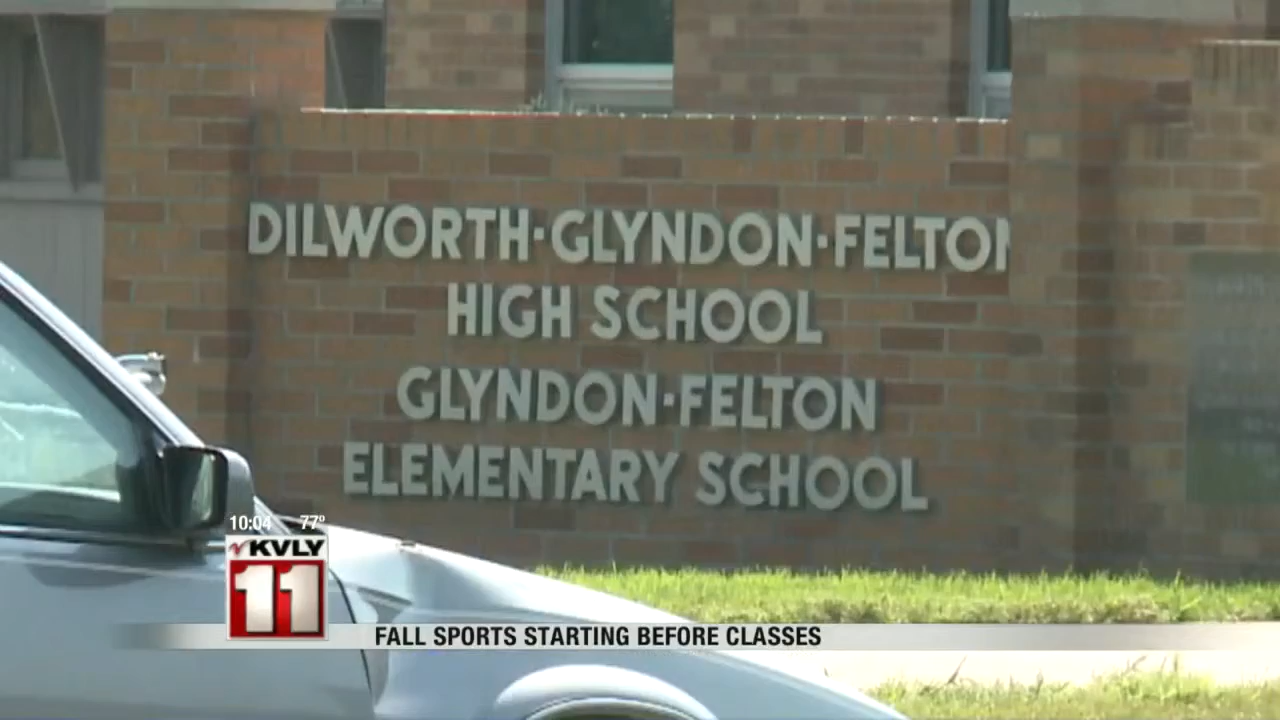 DILWORTH·GLYNDON·FELTON
HIGH SCHOOL
GLYNDON·FELTON
ELEMENTARY SCHOOL
10:04 77°
KVLY
11
FALL SPORTS STARTING BEFORE CLASSES